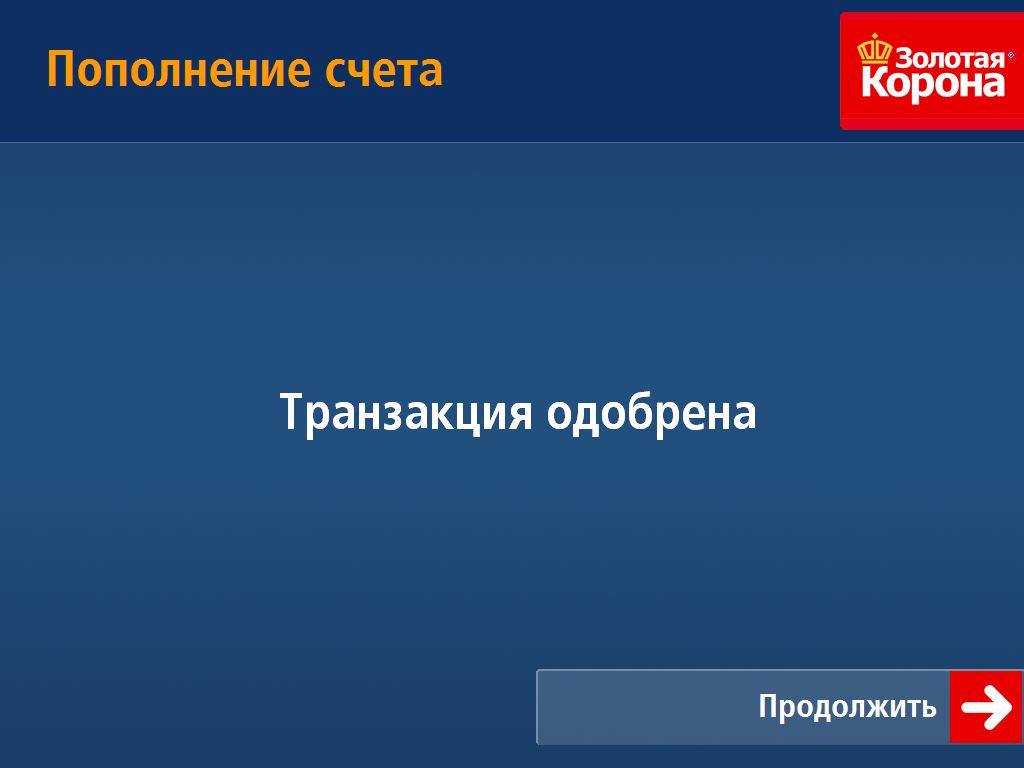 Пополнение счета
Золотая
Корона
Транзакция одобрена
Продолжить